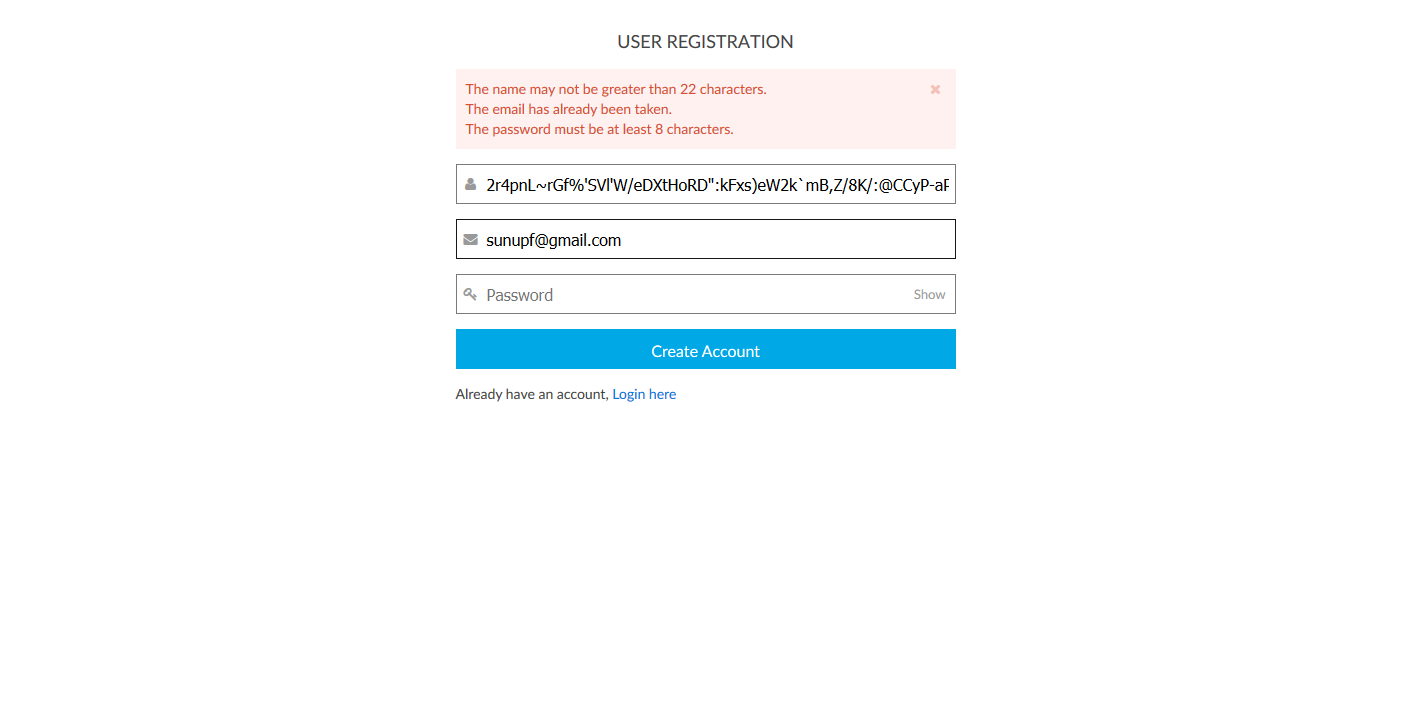 USER REGISTRATION
The name may not be greater than 22 characters.
The email has already been taken.
The password must be at least 8 characters.
2r4pnL~rGf%'SVl'W/eDXtHoRD":kFxs)eW2k`mB,Z/8K/:@CCyP-aF
sunupf@gmail.com
Password
Show
Create Account
Already have an account, Login here